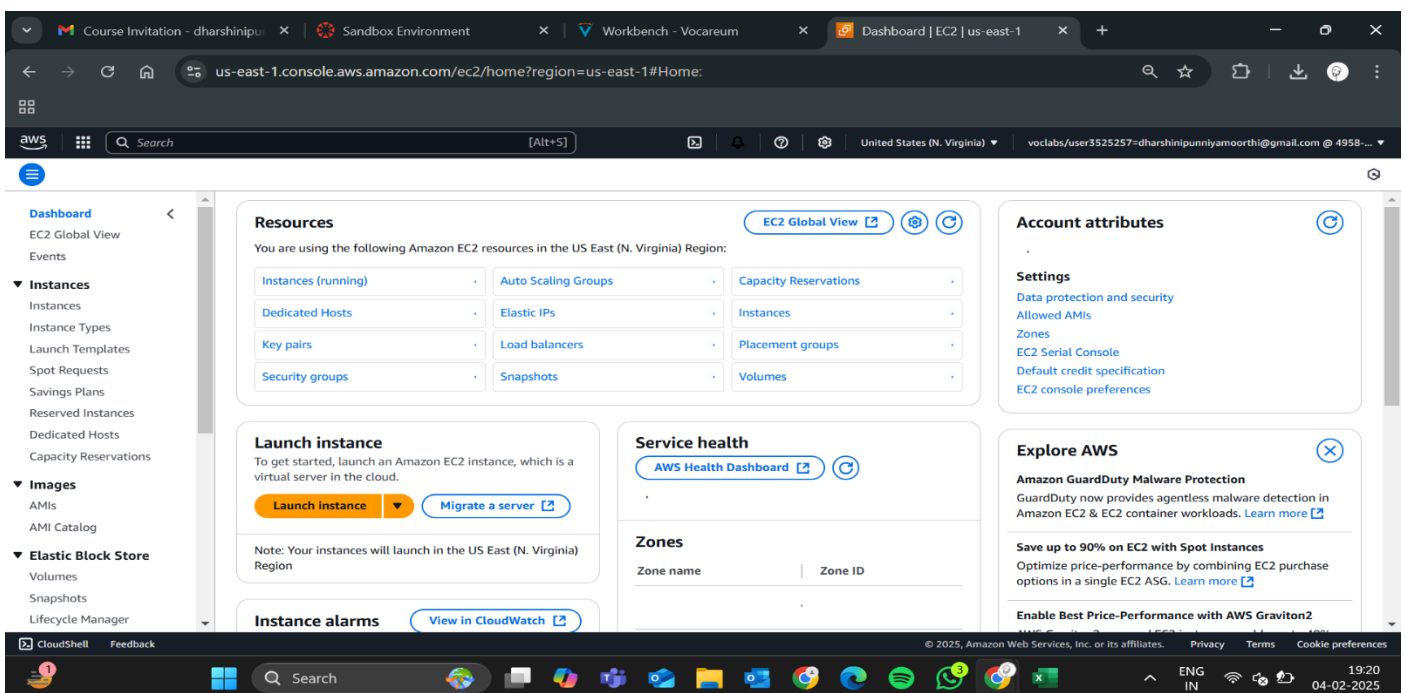 Course Invitation - dharshinipu
Sandbox Environment
Workbench - Vocareum
Dashboard | EC2 | us-east-1
us-east-1.console.aws.amazon.com/ec2/home?region=us-east-1#Home:
aws
Search
[Alt+S]
United States (N. Virginia)
voclabs/user3525257=dharshinipunniyamoorthi@gmail.com @ 4958-...
Dashboard
EC2 Global View
Events
Instances
Instances
Instance Types
Launch Templates
Spot Requests
Savings Plans
Reserved Instances
Dedicated Hosts
Capacity Reservations
Images
AMIs
AMI Catalog
Elastic Block Store
Volumes
Snapshots
Lifecycle Manager
Resources
EC2 Global View
You are using the following Amazon EC2 resources in the US East (N. Virginia) Region:
Instances (running)
Auto Scaling Groups
Capacity Reservations
Dedicated Hosts
Elastic IPs
Instances
Key pairs
Load balancers
Placement groups
Security groups
Snapshots
Volumes
Launch instance
To get started, launch an Amazon EC2 instance, which is a
virtual server in the cloud.
Launch instance
Migrate a server
Note: Your instances will launch in the US East (N. Virginia)
Region
Instance alarms
View in CloudWatch
Service health
AWS Health Dashboard
Zones
Zone name
Zone ID
Account attributes
Settings
Data protection and security
Allowed AMIs
Zones
EC2 Serial Console
Default credit specification
EC2 console preferences
Explore AWS
Amazon GuardDuty Malware Protection
GuardDuty now provides agentless malware detection in
Amazon EC2 & EC2 container workloads. Learn more
Save up to 90% on EC2 with Spot Instances
Optimize price-performance by combining EC2 purchase
options in a single EC2 ASG. Learn more
Enable Best Price-Performance with AWS Graviton2
CloudShell
Feedback
© 2025, Amazon Web Services, Inc. or its affiliates.
Privacy
Terms
Cookie preferences
1
Search
3
ENG
IN
19:20
04-02-2025